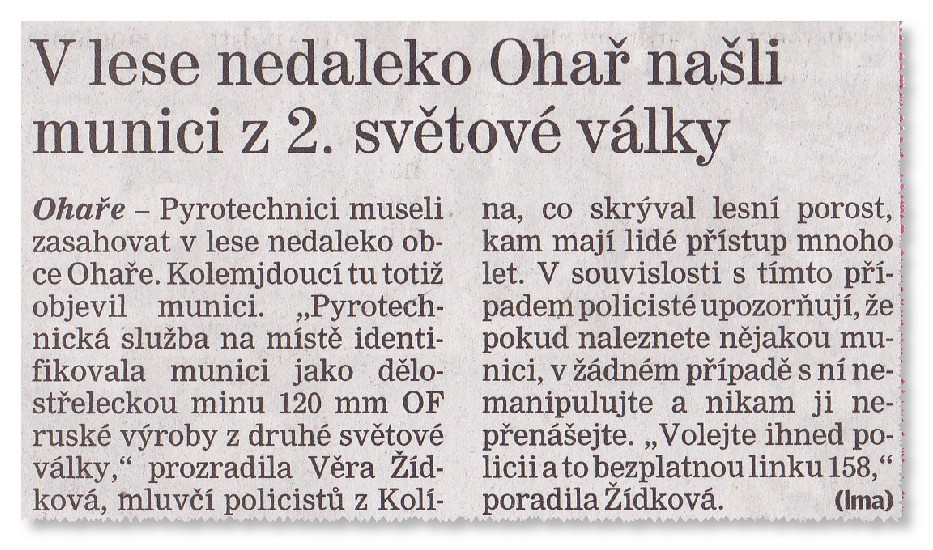 V lese nedaleko Ohař našli
munici z 2. světové války
Ohaře – Pyrotechnici museli
zasahovat v lese nedaleko ob-
ce Ohaře. Kolemjdoucí tu totiž
objevil munici. „Pyrotech-
nická služba na místě identi-
fikovala munici jako dělo-
střeleckou minu 120 mm OF
ruské výroby z druhé světové
války,“ prozradila Věra Žíd-
ková, mluvčí policistů z Kolí-
na, co skrýval lesní porost,
kam mají lidé přístup mnoho
let. V souvislosti s tímto pří-
padem policisté upozorňují, že
pokud naleznete nějakou mu-
nici, v žádném případě s ní ne-
manipulujte a nikam ji ne-
přenášejte. „Volejte ihned po-
licii a to bezplatnou linku 158,“
poradila Žídková. (lma)